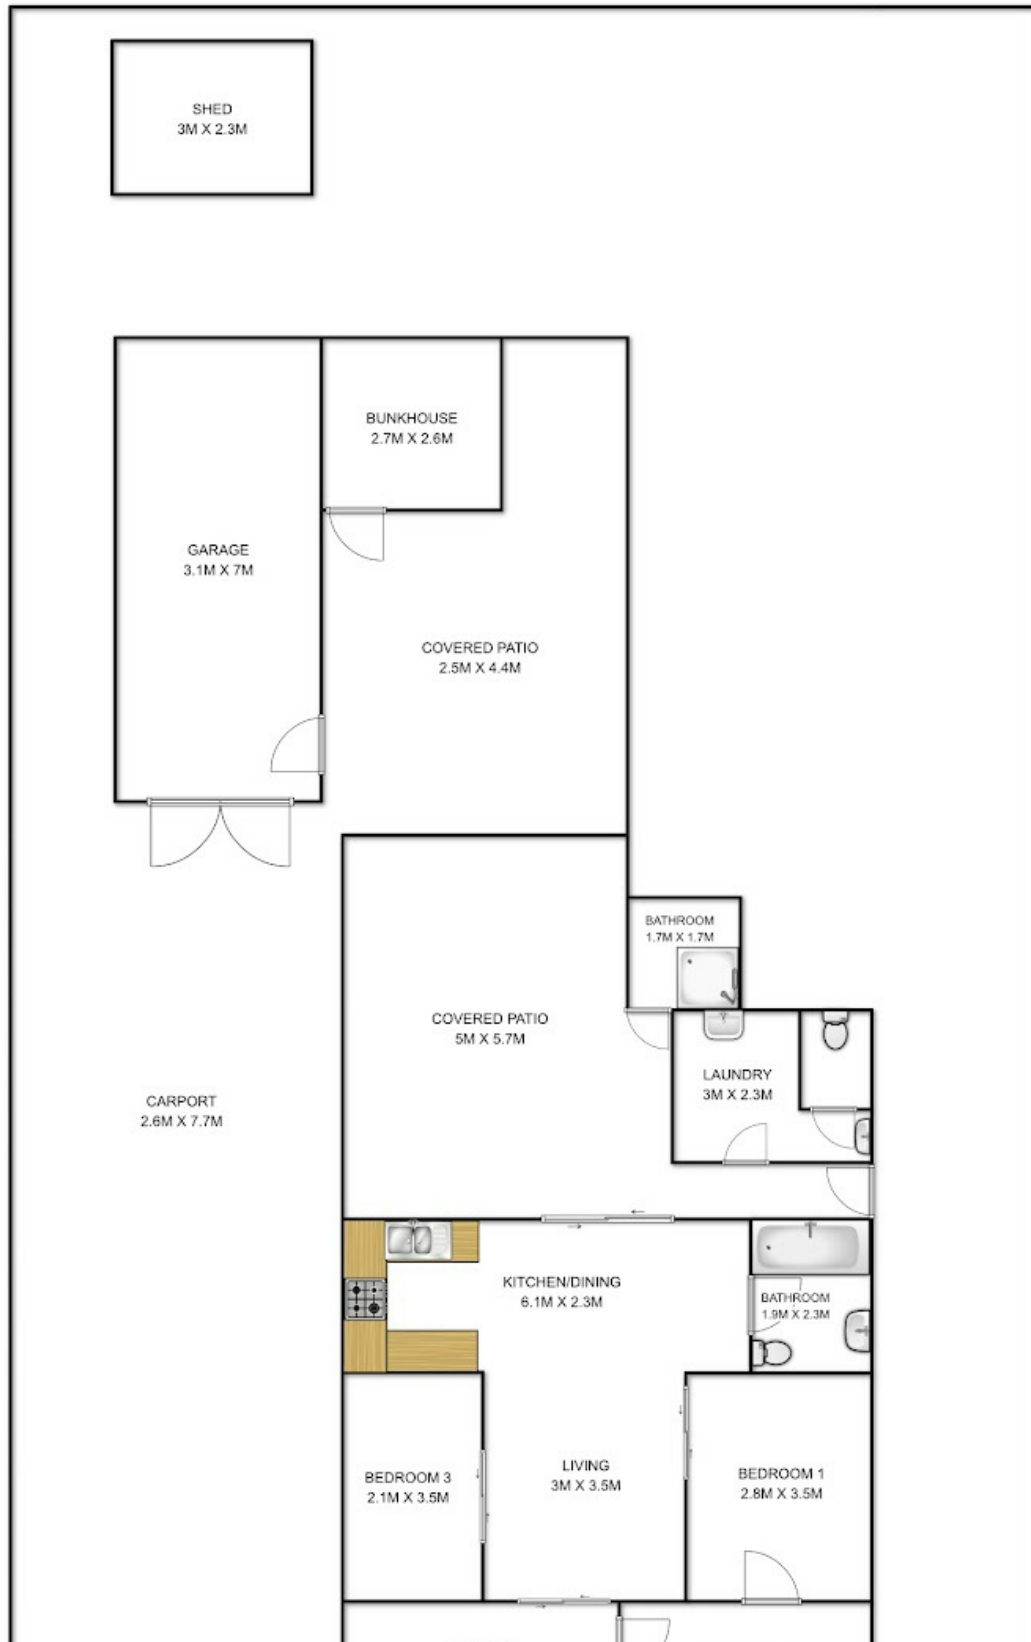 SHED
3M X 2.3M
BUNKHOUSE
2.7M X 2.6M
GARAGE
3.1M X 7M
COVERED PATIO
2.5M X 4.4M
BATHROOM
1.7M X 1.7M
COVERED PATIO
5M X 5.7M
LAUNDRY
3M X 2.3M
CARPORT
2.6M X 7.7M
KITCHEN/DINING
6.1M X 2.3M
BATHROOM
1.9M X 2.3M
BEDROOM 3
2.1M X 3.5M
LIVING
3M X 3.5M
BEDROOM 1
2.8M X 3.5M